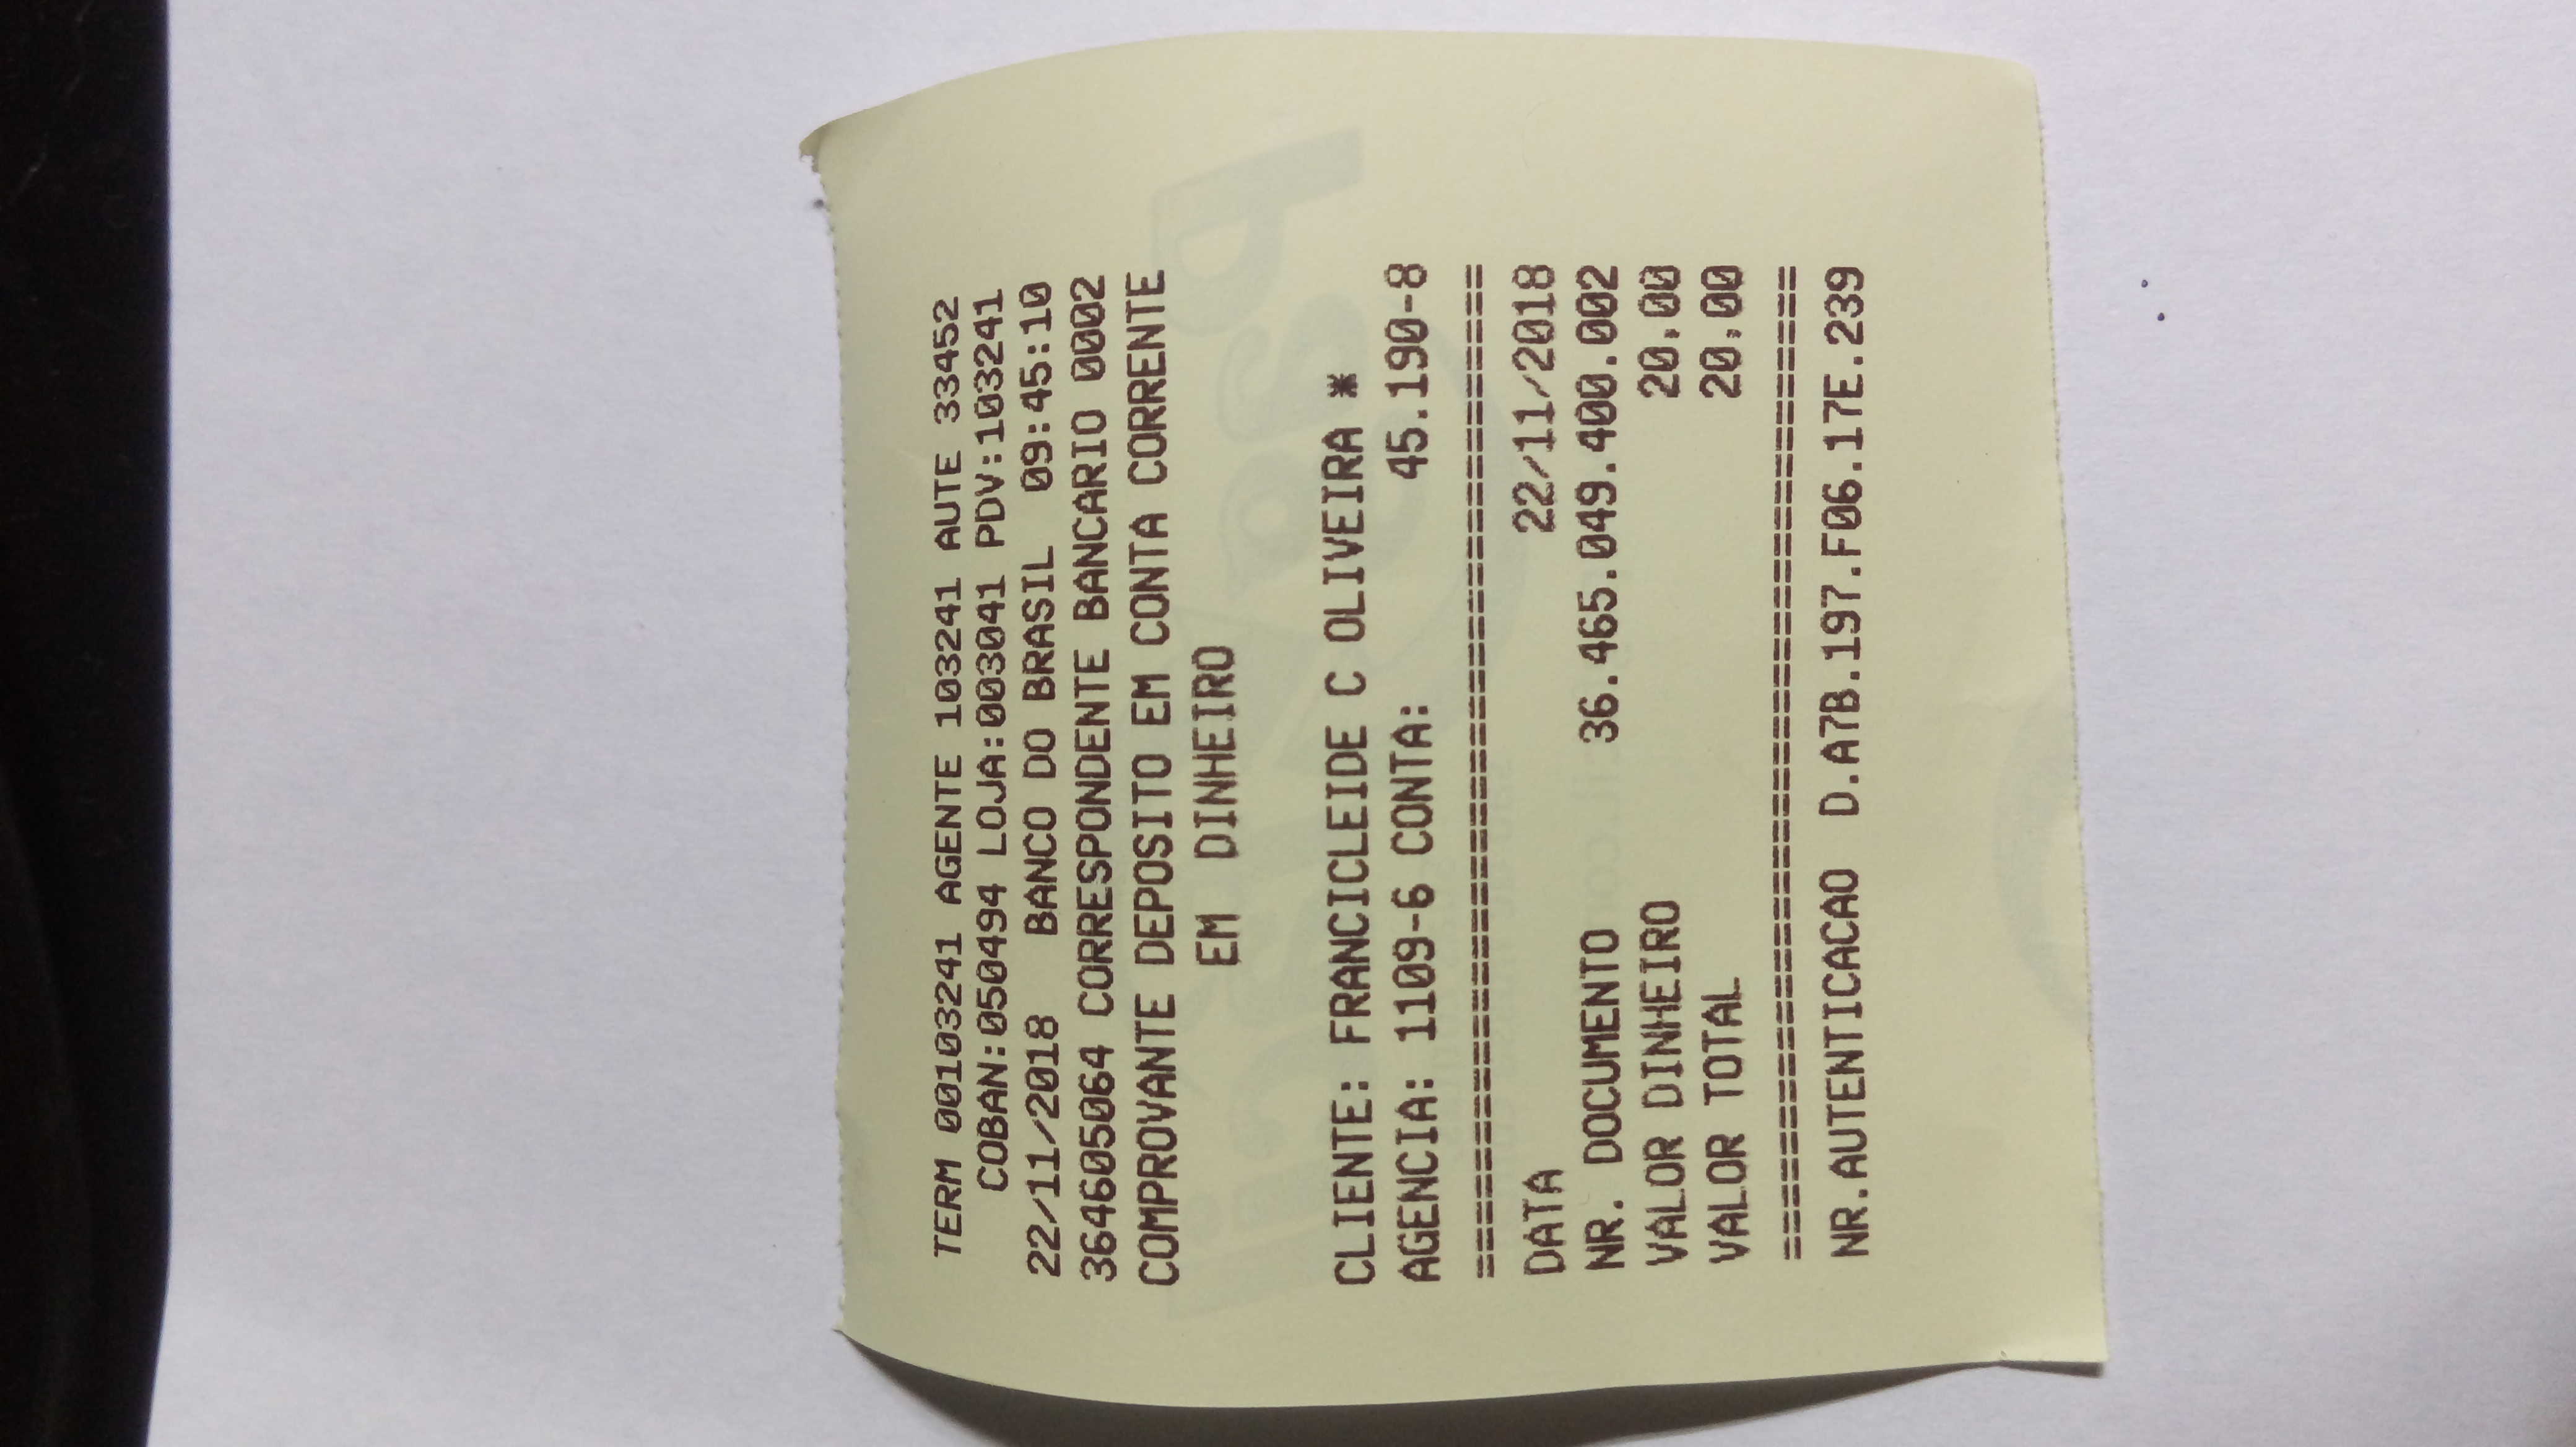 TERM 00103241 AGENTE 103241 AUTE 33452
COBAN:050494 LOJA:003041 PDV:103241
22/11/2018 BANCO DO BRASIL 09:45:10
364605064 CORRESPONDENTE BANCARIO 0002
COMPROVANTE DEPOSITO EM CONTA CORRENTE
EM DINHEIRO
CLIENTE: FRANCICLEIDE C OLIVEIRA *
AGENCIA: 1109-6 CONTA: 45.190-8
======================================
DATA 22/11/2018
NR. DOCUMENTO 36.465.049.400.002
VALOR DINHEIRO 20,00
VALOR TOTAL 20,00
======================================
NR.AUTENTICACAO D.A7B.197.F06.17E.239